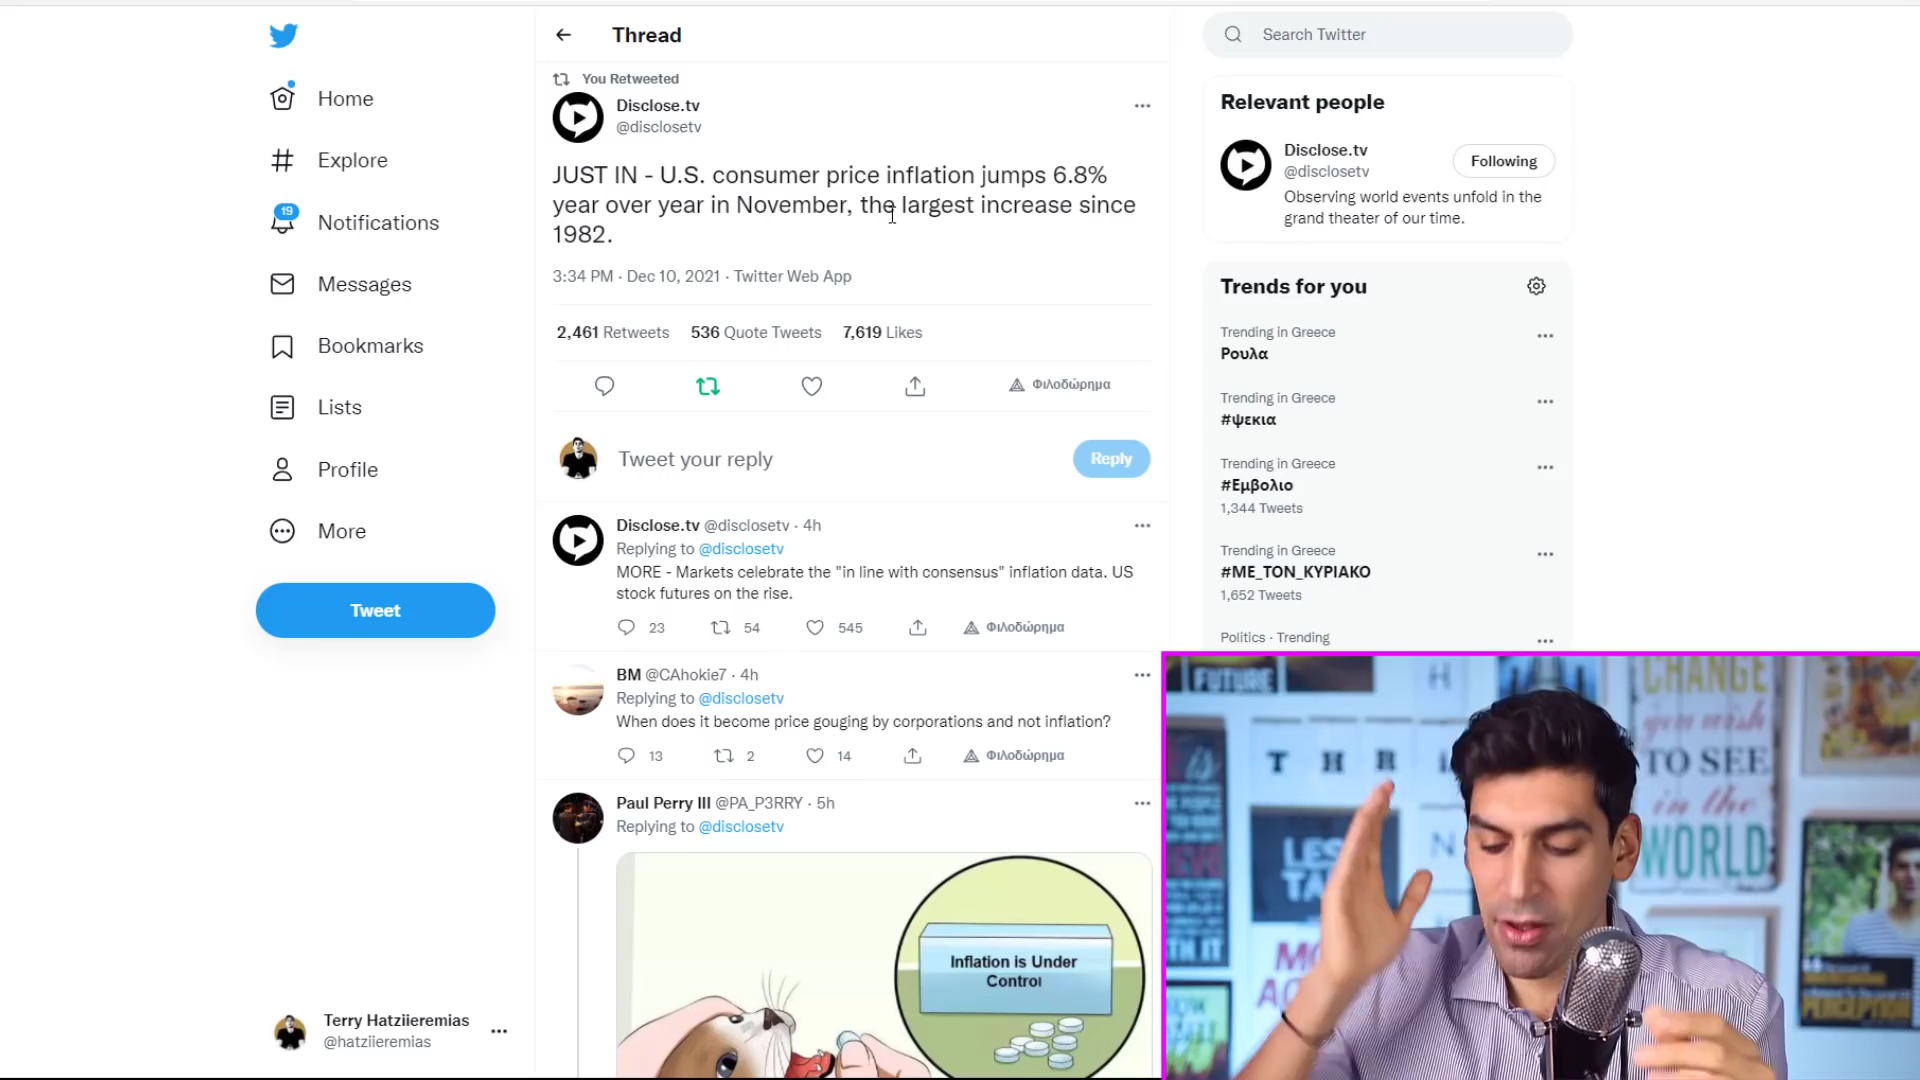 Thread
Search Twitter
You Retweeted
Disclose.tv
@disclosetv
JUST IN - U.S. consumer price inflation jumps 6.8%
year over year in November, the largest increase since
1982.
3:34 PM · Dec 10, 2021 · Twitter Web App
2,461 Retweets 536 Quote Tweets 7,619 Likes
Φιλοδώρημα
Tweet your reply
Reply
Disclose.tv @disclosetv · 4h
Replying to @disclosetv
MORE - Markets celebrate the "in line with consensus" inflation data. US
stock futures on the rise.
23 54 545 Φιλοδώρημα
BM @CAhokie7 · 4h
Replying to @disclosetv
When does it become price gouging by corporations and not inflation?
13 2 14 Φιλοδώρημα
Paul Perry III @PA_P3RRY · 5h
Replying to @disclosetv
Inflation is Under
Control
Home
Explore
19
Notifications
Messages
Bookmarks
Lists
Profile
More
Tweet
Terry Hatziieremias
@hatziieremias
Relevant people
Disclose.tv
@disclosetv
Following
Observing world events unfold in the
grand theater of our time.
Trends for you
Trending in Greece
Ρουλα
Trending in Greece
#ψεκια
Trending in Greece
#Εμβολιο
1,344 Tweets
Trending in Greece
#ΜΕ_ΤΟΝ_ΚΥΡΙΑΚΟ
1,652 Tweets
Politics · Trending
FUTURE
CHANGE
you wish
TO SEE
in the
WORLD
T H R
N
PERCEPTION